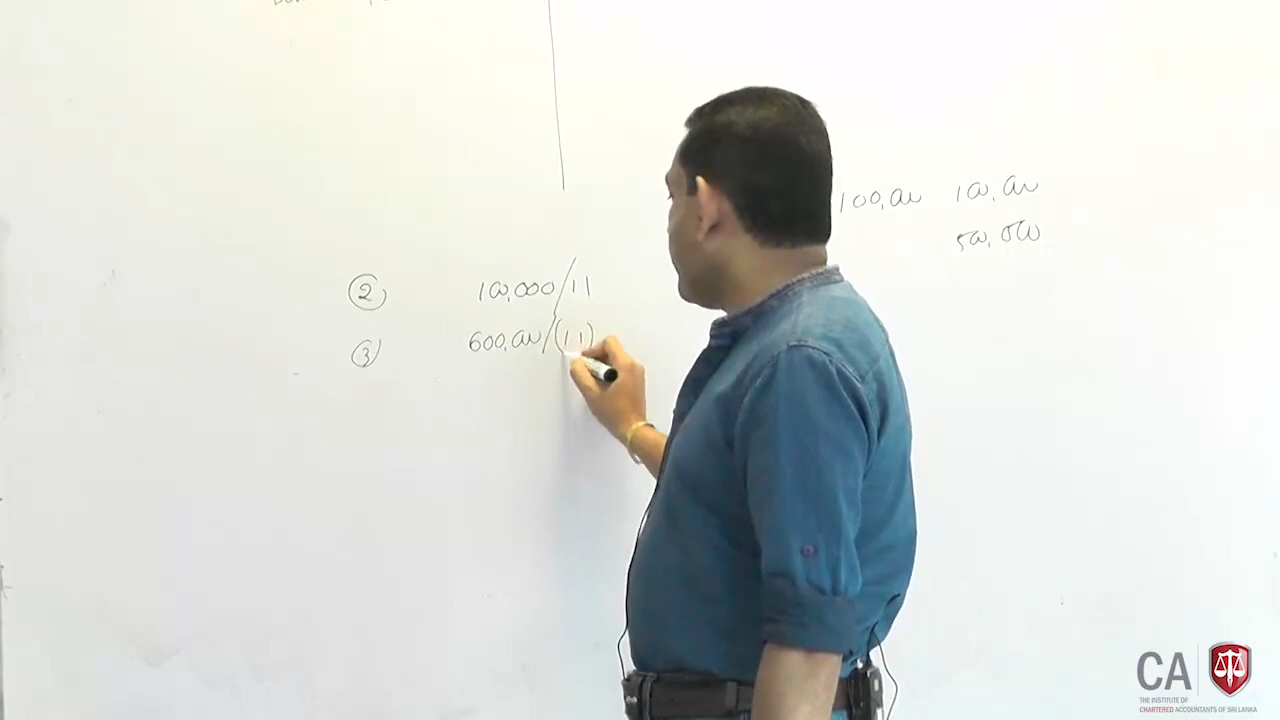 100,000 100,000
50,000
② 100,000/11
③ 600,000/(11)
CA
THE INSTITUTE OF
CHARTERED ACCOUNTANTS OF SRI LANKA